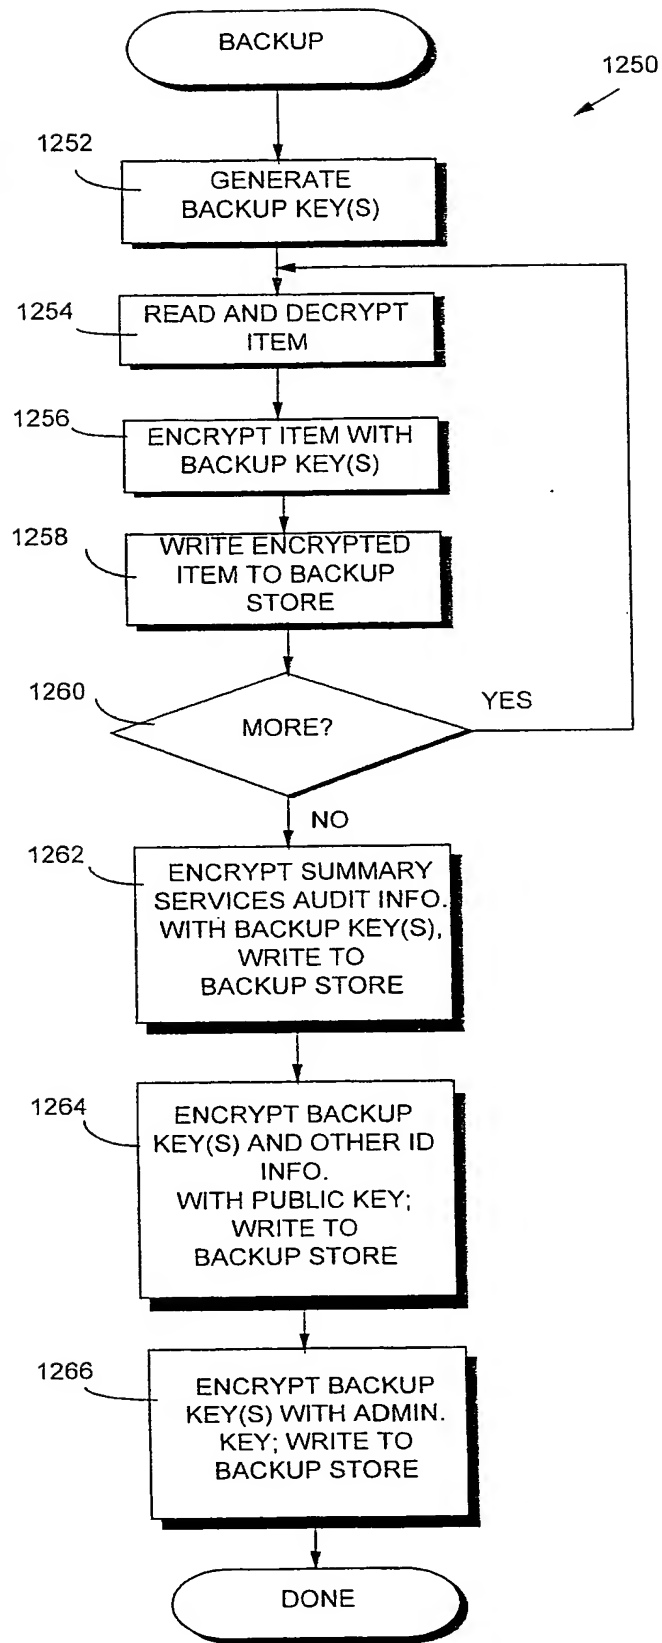 BACKUP
1250
1252
GENERATE
BACKUP KEY(S)
1254
READ AND DECRYPT
ITEM
1256
ENCRYPT ITEM WITH
BACKUP KEY(S)
1258
WRITE ENCRYPTED
ITEM TO BACKUP
STORE
1260
MORE?
YES
NO
1262
ENCRYPT SUMMARY
SERVICES AUDIT INFO.
WITH BACKUP KEY(S),
WRITE TO
BACKUP STORE
1264
ENCRYPT BACKUP
KEY(S) AND OTHER ID
INFO.
WITH PUBLIC KEY;
WRITE TO
BACKUP STORE
1266
ENCRYPT BACKUP
KEY(S) WITH ADMIN.
KEY; WRITE TO
BACKUP STORE
DONE